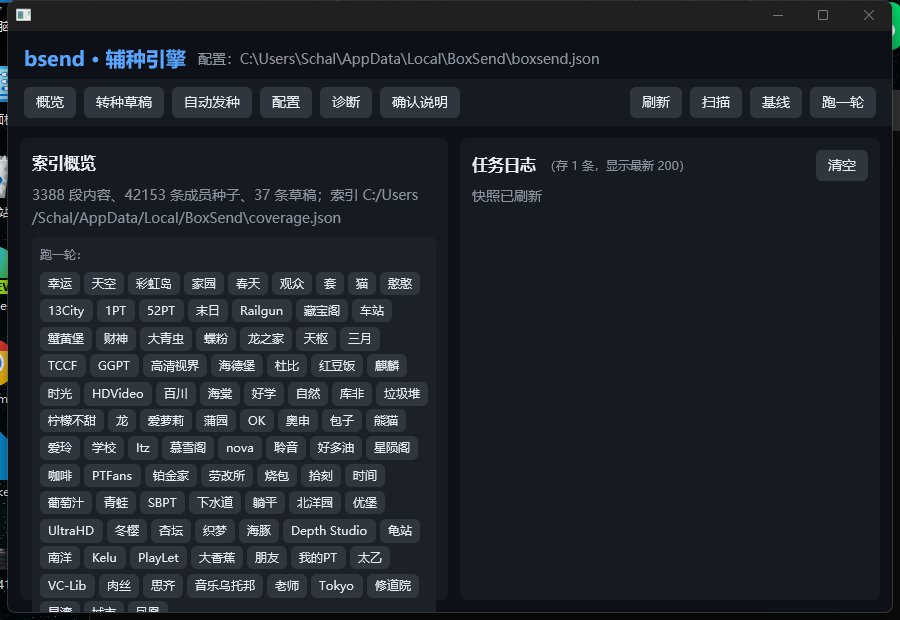 bsend • 辅种引擎 配置：C:\Users\Schal\AppData\Local\BoxSend\boxsend.json
概览 转种草稿 自动发种 配置 诊断 确认说明 刷新 扫描 基线 跑一轮
索引概览
3388 段内容、42153 条成员种子、37 条草稿；索引 C:/Users
/Schal/AppData/Local/BoxSend\coverage.json
跑一轮：
幸运 天空 彩虹岛 家园 春天 观众 套 猫 憨憨
13City 1PT 52PT 末日 Railgun 藏宝阁 车站
蟹黄堡 财神 大青虫 蝶粉 龙之家 天枢 三月
TCCF GGPT 高清视界 海德堡 杜比 红豆饭 麒麟
时光 HDVideo 百川 海棠 好学 自然 库非 垃圾堆
柠檬不甜 龙 爱萝莉 蒲园 OK 奥申 包子 熊猫
爱玲 学校 ltz 慕雪阁 nova 聆音 好多油 星陨阁
咖啡 PTFans 铂金家 劳改所 烧包 拾刻 时间
葡萄汁 青蛙 SBPT 下水道 躺平 北洋园 优堡
UltraHD 冬樱 杏坛 织梦 海豚 Depth Studio 龟站
南洋 Kelu PlayLet 大香蕉 朋友 我的PT 太乙
VC-Lib 肉丝 思齐 音乐乌托邦 老师 Tokyo 修道院
任务日志 (存 1 条，显示最新 200) 清空
快照已刷新